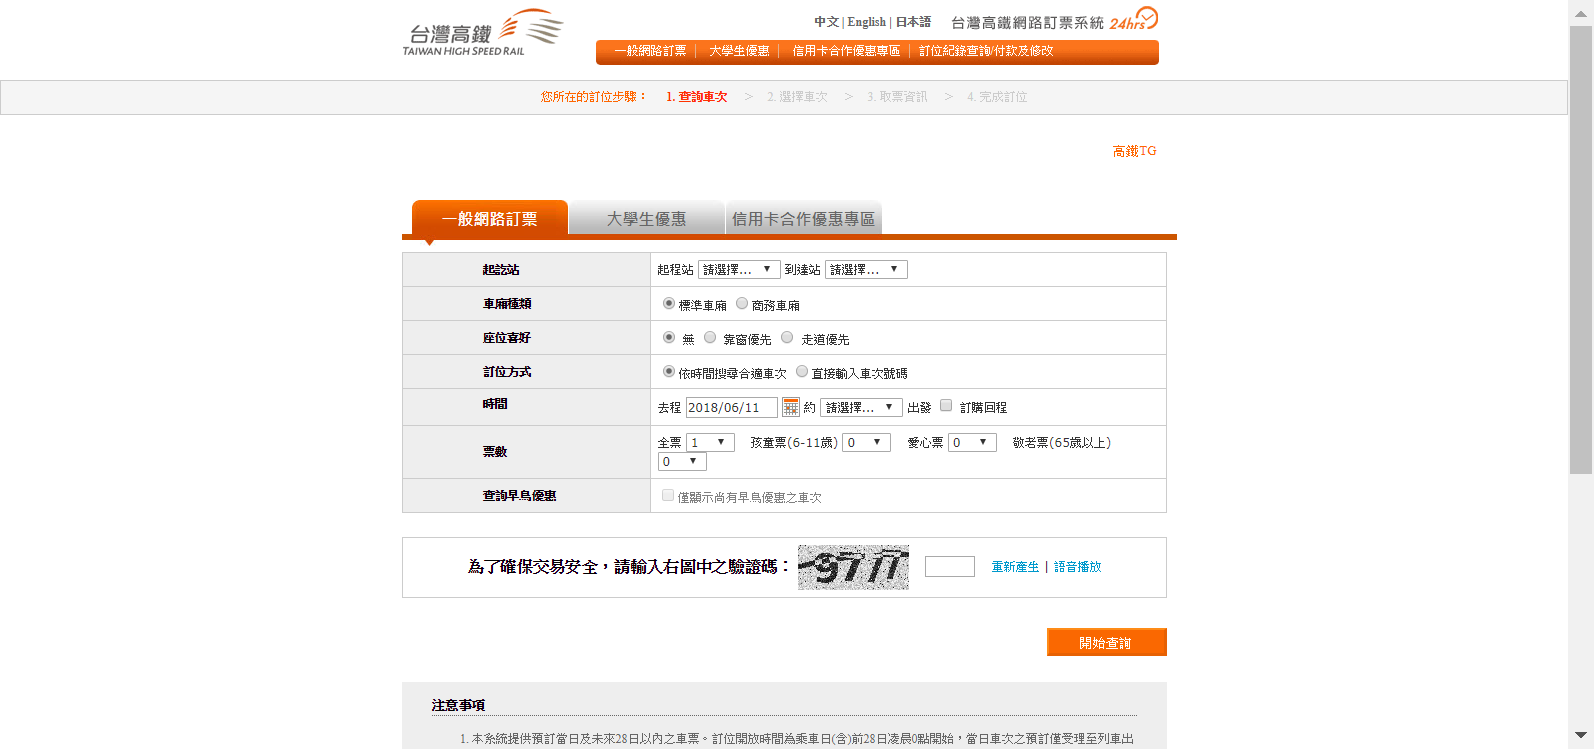 台灣高鐵
TAIWAN HIGH SPEED RAIL
中文 | English | 日本語
台灣高鐵網路訂票系統 24hrs
一般網路訂票 | 大學生優惠 | 信用卡合作優惠專區 | 訂位紀錄查詢/付款及修改
您所在的訂位步驟： 1. 查詢車次 > 2. 選擇車次 > 3. 取票資訊 > 4. 完成訂位
高鐵TG
一般網路訂票 大學生優惠 信用卡合作優惠專區
起訖站 起程站 請選擇... 到達站 請選擇...
車廂種類 標準車廂 商務車廂
座位喜好 無 靠窗優先 走道優先
訂位方式 依時間搜尋合適車次 直接輸入車次號碼
時間 去程 2018/06/11 約 請選擇... 出發 訂購回程
票數 全票 1 孩童票(6-11歲) 0 愛心票 0 敬老票(65歲以上)
0
查詢早鳥優惠 僅顯示尚有早鳥優惠之車次
為了確保交易安全，請輸入右圖中之驗證碼：
重新產生 | 語音播放
開始查詢
注意事項
1. 本系統提供預訂當日及未來28日以內之車票。訂位開放時間為乘車日(含)前28日凌晨0點開始，當日車次之預訂僅受理至列車出